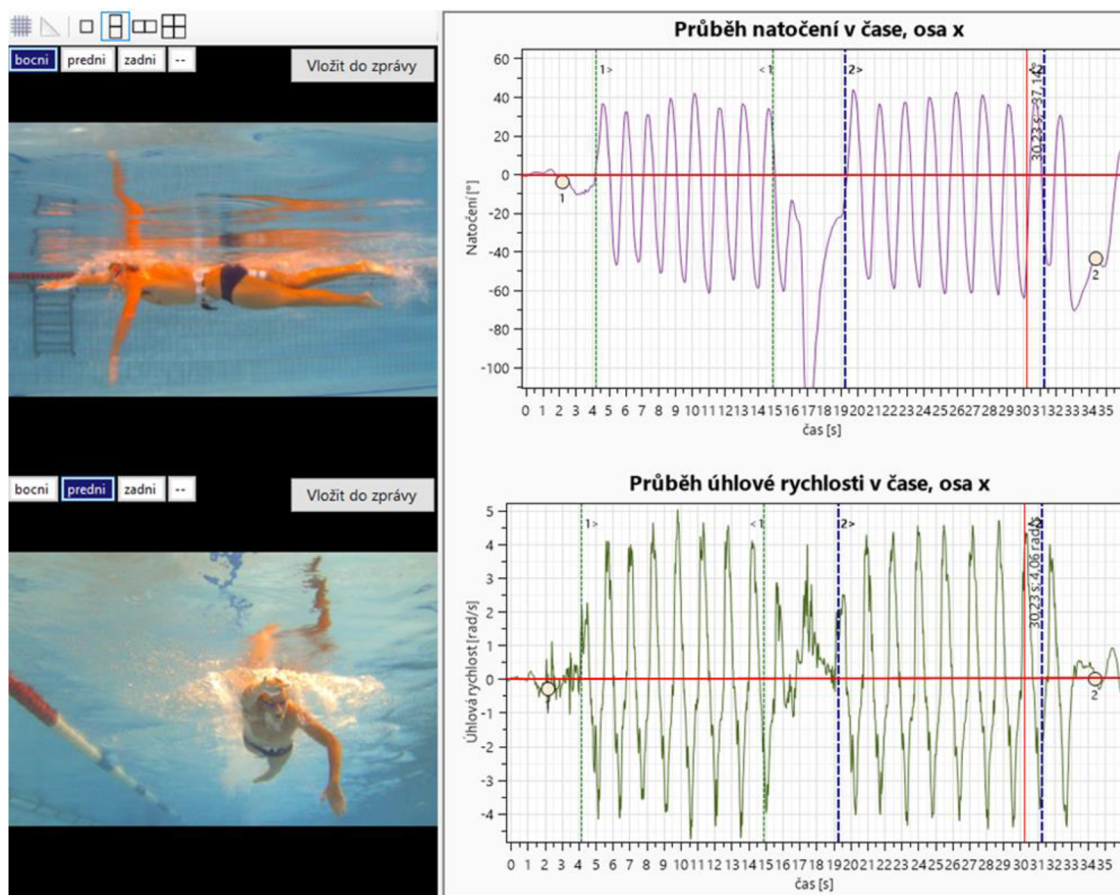 bocni predni zadni --
Vložit do zprávy
Průběh natočení v čase, osa x
Natočení [°]
60
40
20
0
-20
-40
-60
-80
-100
1> <1 2> <2
1
2
0 1 2 3 4 5 6 7 8 9 10 11 12 13 14 15 16 17 18 19 20 21 22 23 24 25 26 27 28 29 30 31 32 33 34 35
čas [s]
bocni predni zadni --
Vložit do zprávy
Průběh úhlové rychlosti v čase, osa x
Úhlová rychlost [rad/s]
5
4
3
2
1
0
-1
-2
-3
-4
1> <1 2>
30.23 s: 4.06 rad/s
2
0 1 2 3 4 5 6 7 8 9 10 11 12 13 14 15 16 17 18 19 20 21 22 23 24 25 26 27 28 29 30 31 32 33 34 35
čas [s]